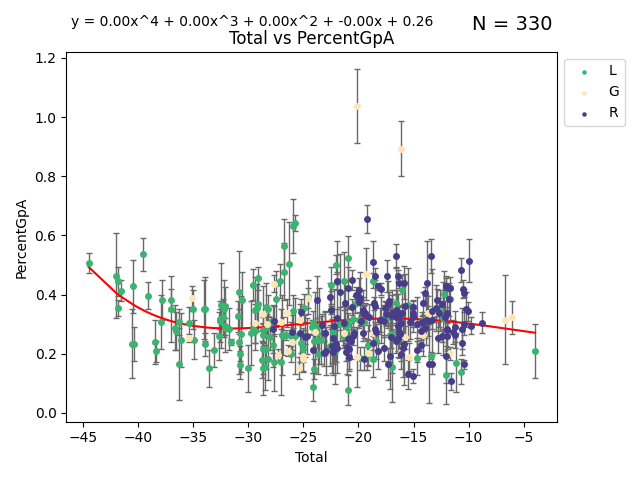 y = 0.00x^4 + 0.00x^3 + 0.00x^2 + -0.00x + 0.26
N = 330
Total vs PercentGpA
L
G
R
PercentGpA
1.2
1.0
0.8
0.6
0.4
0.2
0.0
−45 −40 −35 −30 −25 −20 −15 −10 −5
Total